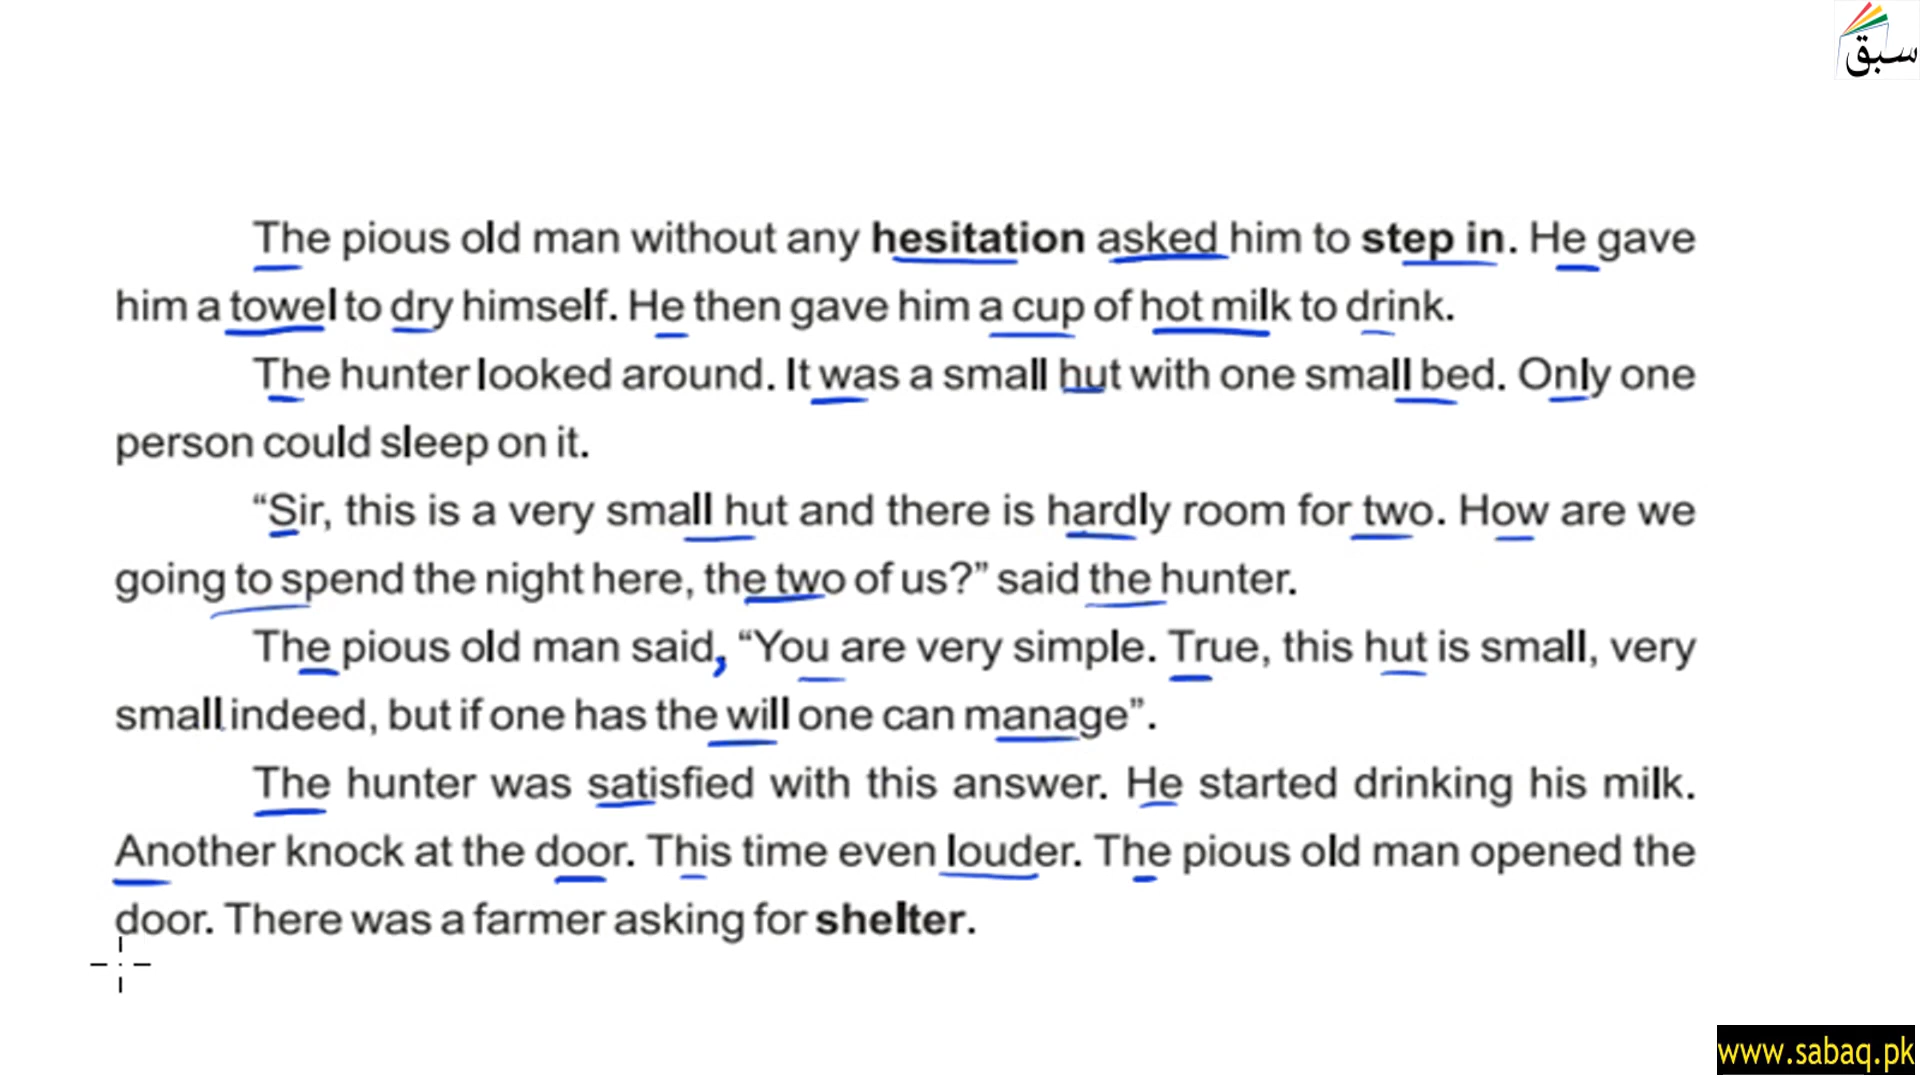 سبق
The pious old man without any hesitation asked him to step in. He gave
him a towel to dry himself. He then gave him a cup of hot milk to drink.
The hunter looked around. It was a small hut with one small bed. Only one
person could sleep on it.
“Sir, this is a very small hut and there is hardly room for two. How are we
going to spend the night here, the two of us?” said the hunter.
The pious old man said, “You are very simple. True, this hut is small, very
small indeed, but if one has the will one can manage”.
The hunter was satisfied with this answer. He started drinking his milk.
Another knock at the door. This time even louder. The pious old man opened the
door. There was a farmer asking for shelter.
www.sabaq.pk